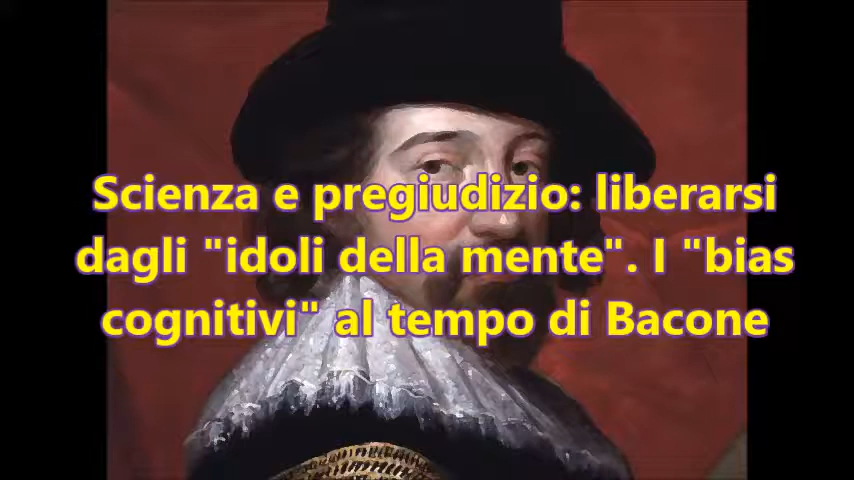 Scienza e pregiudizio: liberarsi
dagli "idoli della mente". I "bias
cognitivi" al tempo di Bacone